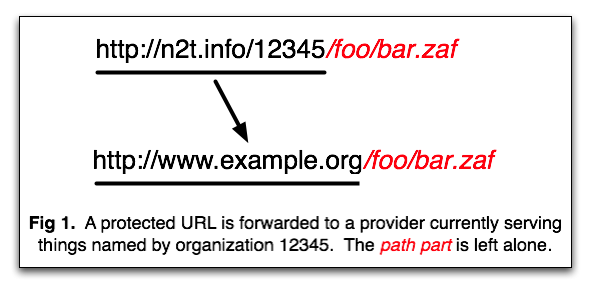 http://n2t.info/12345/foo/bar.zaf
http://www.example.org/foo/bar.zaf
Fig 1. A protected URL is forwarded to a provider currently serving
things named by organization 12345. The path part is left alone.